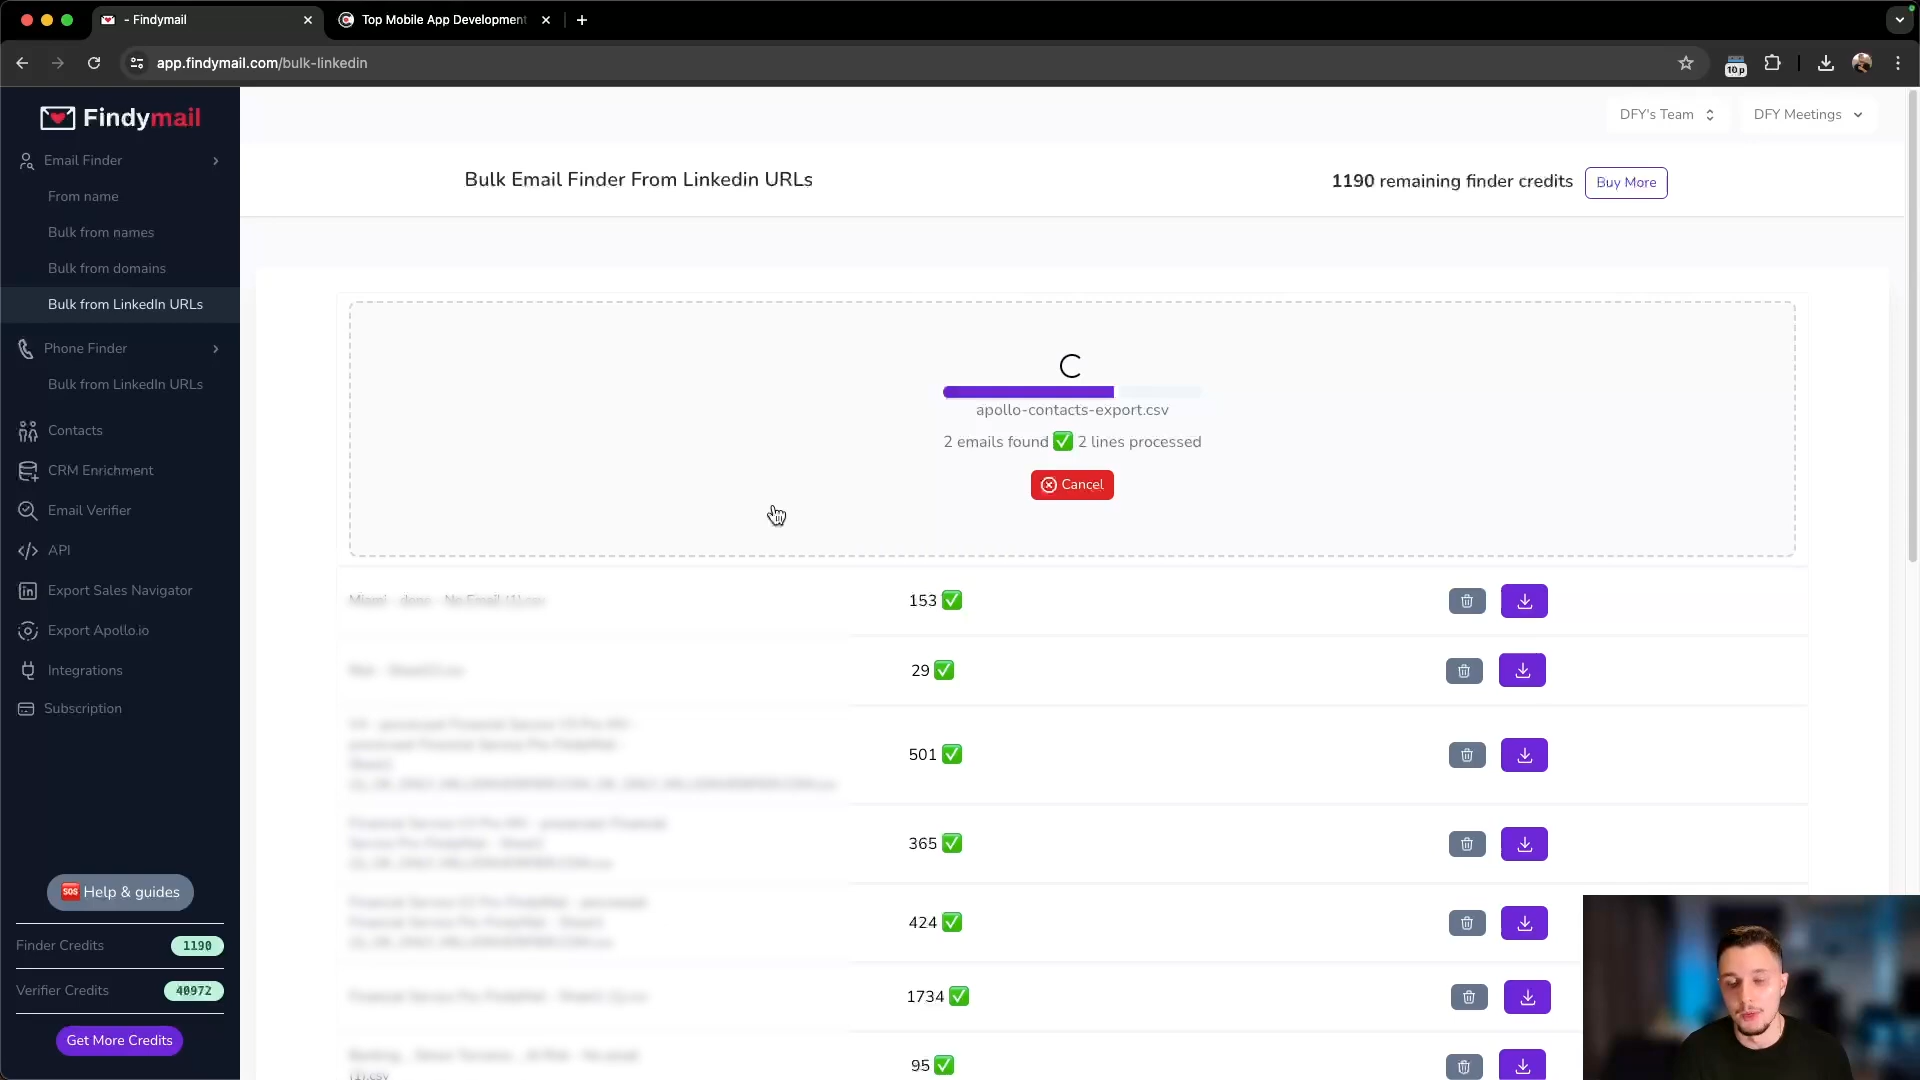 - Findymail
Top Mobile App Development
app.findymail.com/bulk-linkedin
10 p
Findymail
DFY's Team
DFY Meetings
Email Finder
From name
Bulk from names
Bulk from domains
Bulk from LinkedIn URLs
Phone Finder
Bulk from LinkedIn URLs
Contacts
CRM Enrichment
Email Verifier
API
Export Sales Navigator
Export Apollo.io
Integrations
Subscription
SOS Help & guides
Finder Credits 1190
Verifier Credits 40972
Get More Credits
Bulk Email Finder From Linkedin URLs
1190 remaining finder credits
Buy More
apollo-contacts-export.csv
2 emails found ✅ 2 lines processed
Cancel
153 ✅
29 ✅
501 ✅
365 ✅
424 ✅
1734 ✅
95 ✅